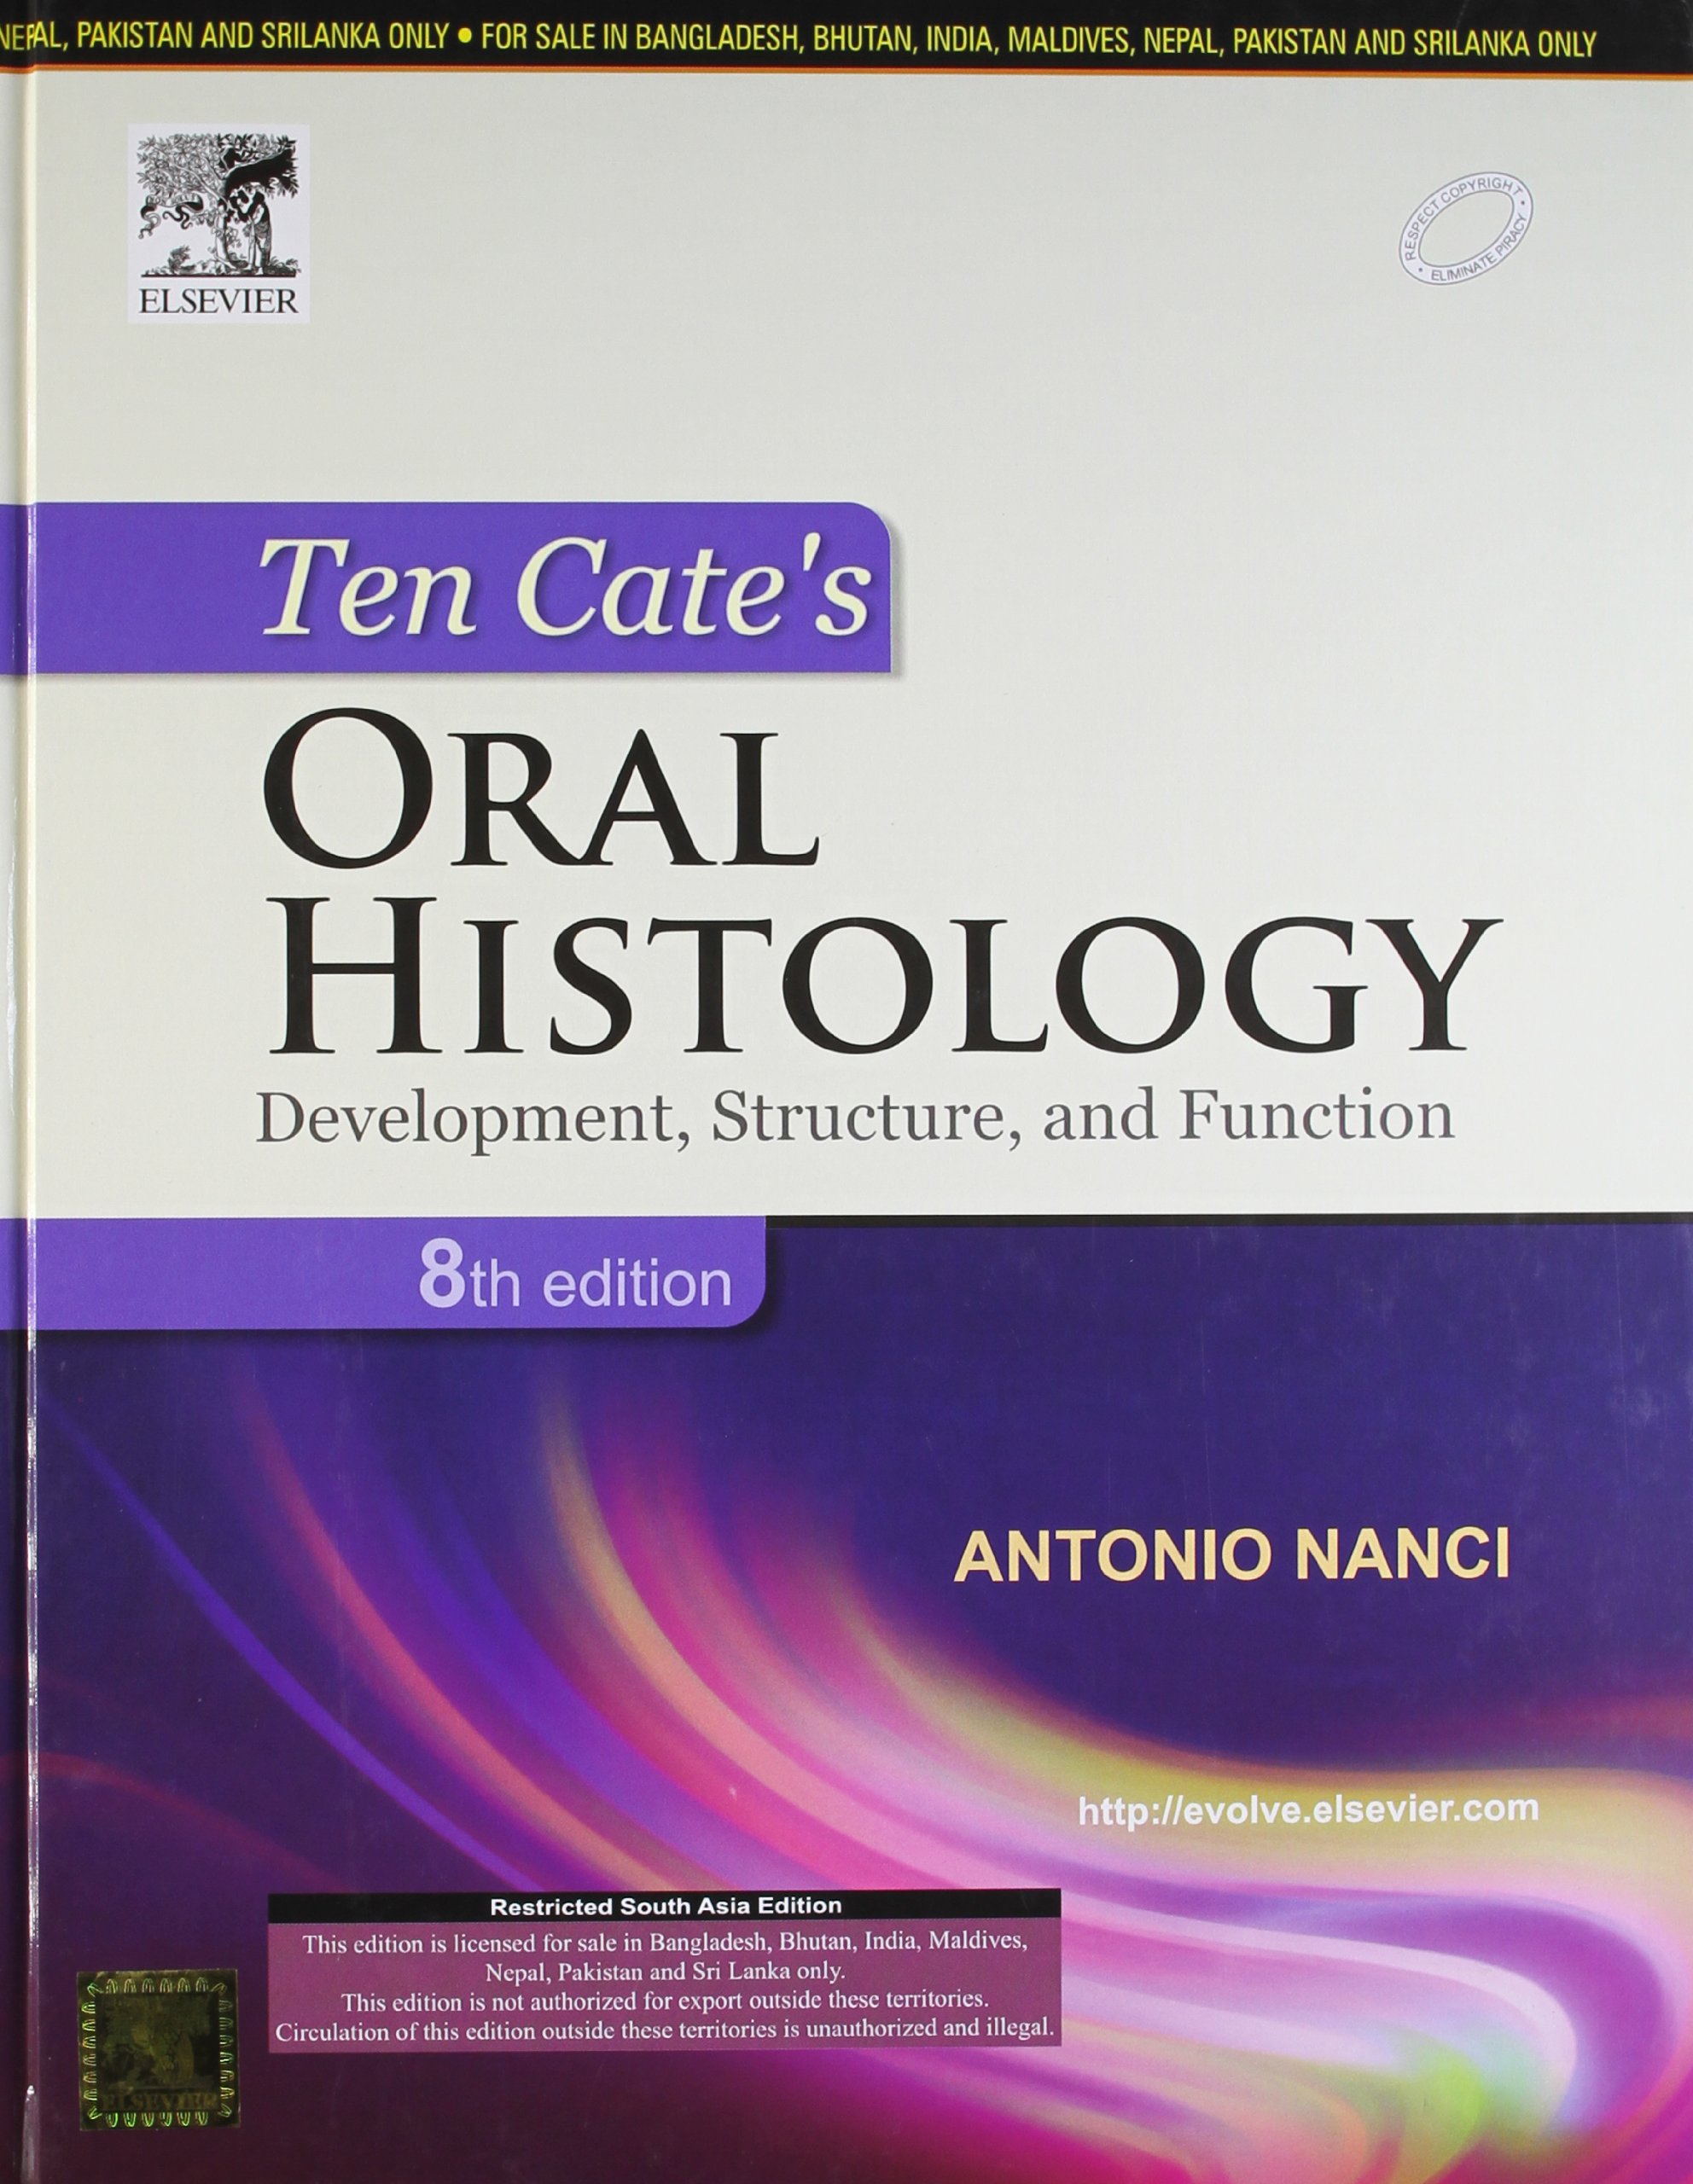 NEPAL, PAKISTAN AND SRILANKA ONLY • FOR SALE IN BANGLADESH, BHUTAN, INDIA, MALDIVES, NEPAL, PAKISTAN AND SRILANKA ONLY
ELSEVIER
RESPECT COPYRIGHT • ELIMINATE PIRACY •
Ten Cate's
ORAL
HISTOLOGY
Development, Structure, and Function
8th edition
ANTONIO NANCI
http://evolve.elsevier.com
Restricted South Asia Edition
This edition is licensed for sale in Bangladesh, Bhutan, India, Maldives,
Nepal, Pakistan and Sri Lanka only.
This edition is not authorized for export outside these territories.
Circulation of this edition outside these territories is unauthorized and illegal.
ELSEVIER